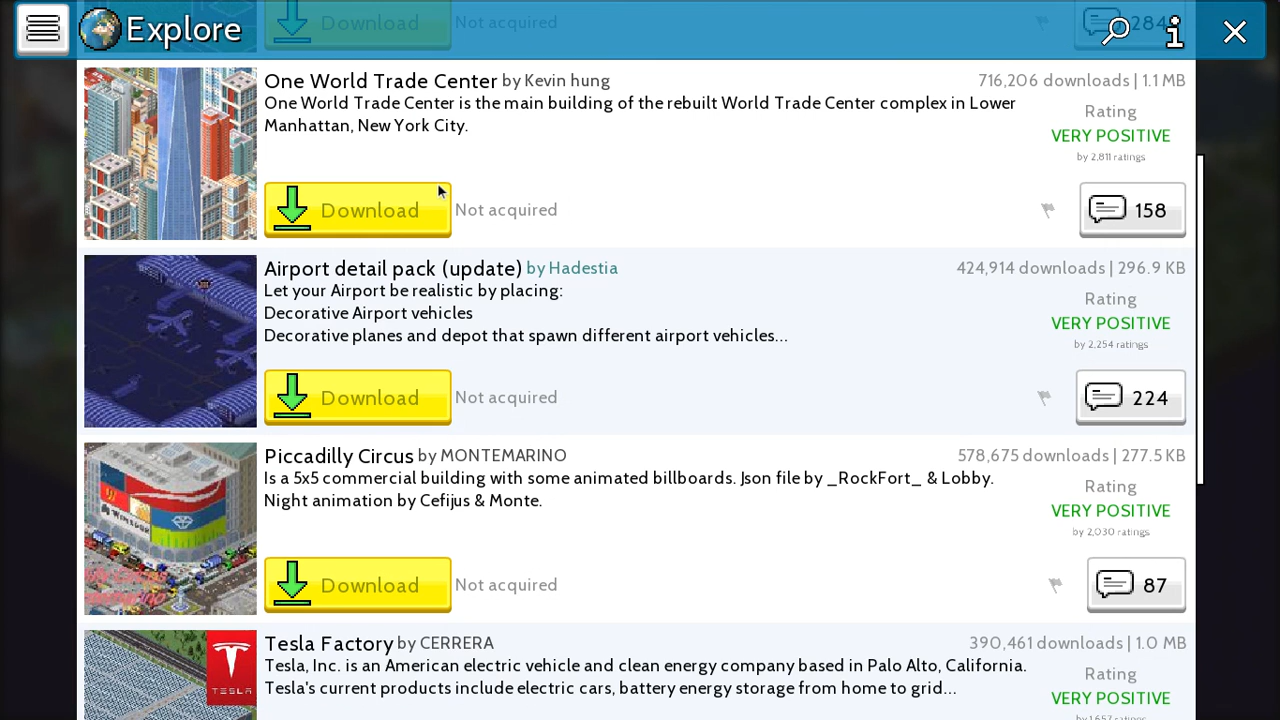 Explore
Not acquired
284
One World Trade Center by Kevin hung
716,206 downloads | 1.1 MB
One World Trade Center is the main building of the rebuilt World Trade Center complex in Lower
Manhattan, New York City.
Rating
VERY POSITIVE
by 2,811 ratings
Download
Not acquired
158
Airport detail pack (update) by Hadestia
424,914 downloads | 296.9 KB
Let your Airport be realistic by placing:
Decorative Airport vehicles
Decorative planes and depot that spawn different airport vehicles...
Rating
VERY POSITIVE
by 2,254 ratings
Download
Not acquired
224
Piccadilly Circus by MONTEMARINO
578,675 downloads | 277.5 KB
Is a 5x5 commercial building with some animated billboards. Json file by _RockFort_ & Lobby.
Night animation by Cefijus & Monte.
Rating
VERY POSITIVE
by 2,030 ratings
Download
Not acquired
87
Tesla Factory by CERRERA
390,461 downloads | 1.0 MB
Tesla, Inc. is an American electric vehicle and clean energy company based in Palo Alto, California.
Tesla's current products include electric cars, battery energy storage from home to grid...
Rating
VERY POSITIVE
by 1,657 ratings
TESLA